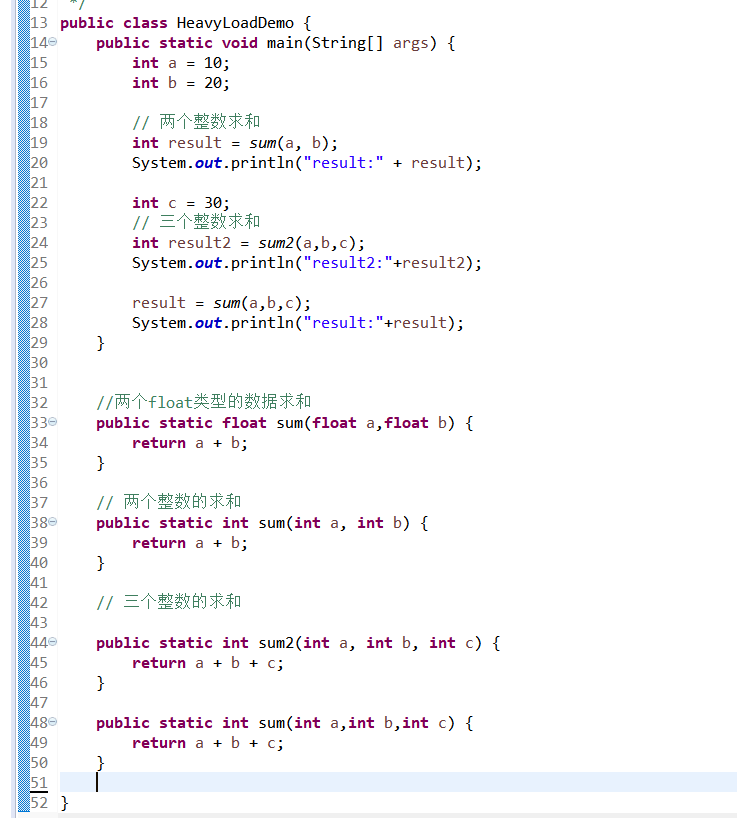 12  */
13 public class HeavyLoadDemo {
14     public static void main(String[] args) {
15         int a = 10;
16         int b = 20;
17
18         // 两个整数求和
19         int result = sum(a, b);
20         System.out.println("result:" + result);
21
22         int c = 30;
23         // 三个整数求和
24         int result2 = sum2(a,b,c);
25         System.out.println("result2:"+result2);
26
27         result = sum(a,b,c);
28         System.out.println("result:"+result);
29     }
30
31
32     //两个float类型的数据求和
33     public static float sum(float a,float b) {
34         return a + b;
35     }
36
37     // 两个整数的求和
38     public static int sum(int a, int b) {
39         return a + b;
40     }
41
42     // 三个整数的求和
43
44     public static int sum2(int a, int b, int c) {
45         return a + b + c;
46     }
47
48     public static int sum(int a,int b,int c) {
49         return a + b + c;
50     }
51
52 }